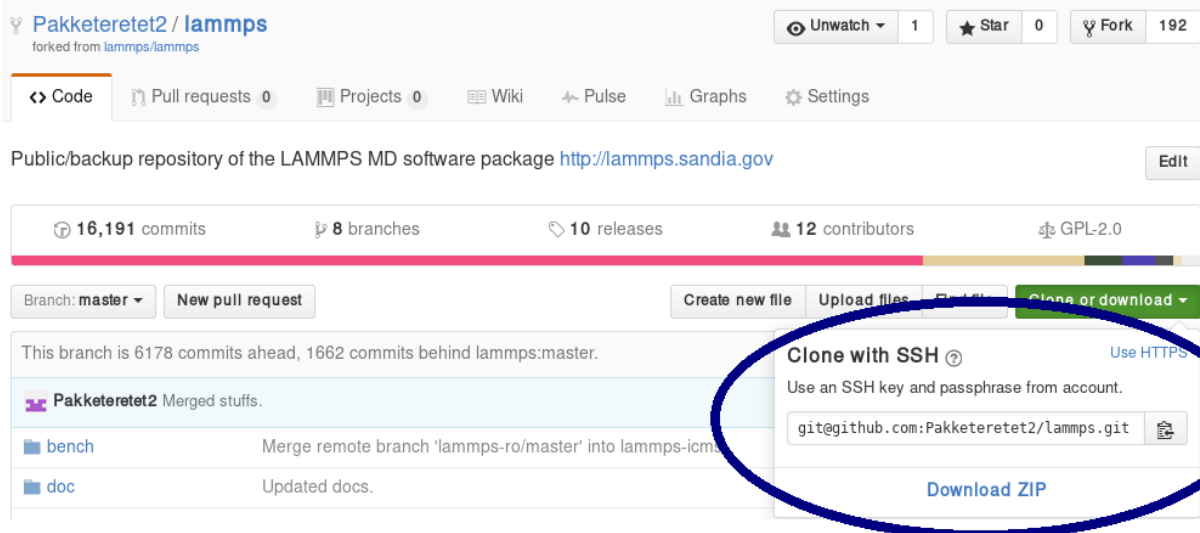 Pakketeretet2 / lammps
forked from lammps/lammps
Unwatch 1 Star 0 Fork 192
Code Pull requests 0 Projects 0 Wiki Pulse Graphs Settings
Public/backup repository of the LAMMPS MD software package http://lammps.sandia.gov
Edit
16,191 commits 8 branches 10 releases 12 contributors GPL-2.0
Branch: master New pull request Create new file Upload files Find file Clone or download
This branch is 6178 commits ahead, 1662 commits behind lammps:master.
Pakketeretet2 Merged stuffs.
bench Merge remote branch 'lammps-ro/master' into lammps-icms
doc Updated docs.
Clone with SSH ? Use HTTPS
Use an SSH key and passphrase from account.
git@github.com:Pakketeretet2/lammps.git
Download ZIP